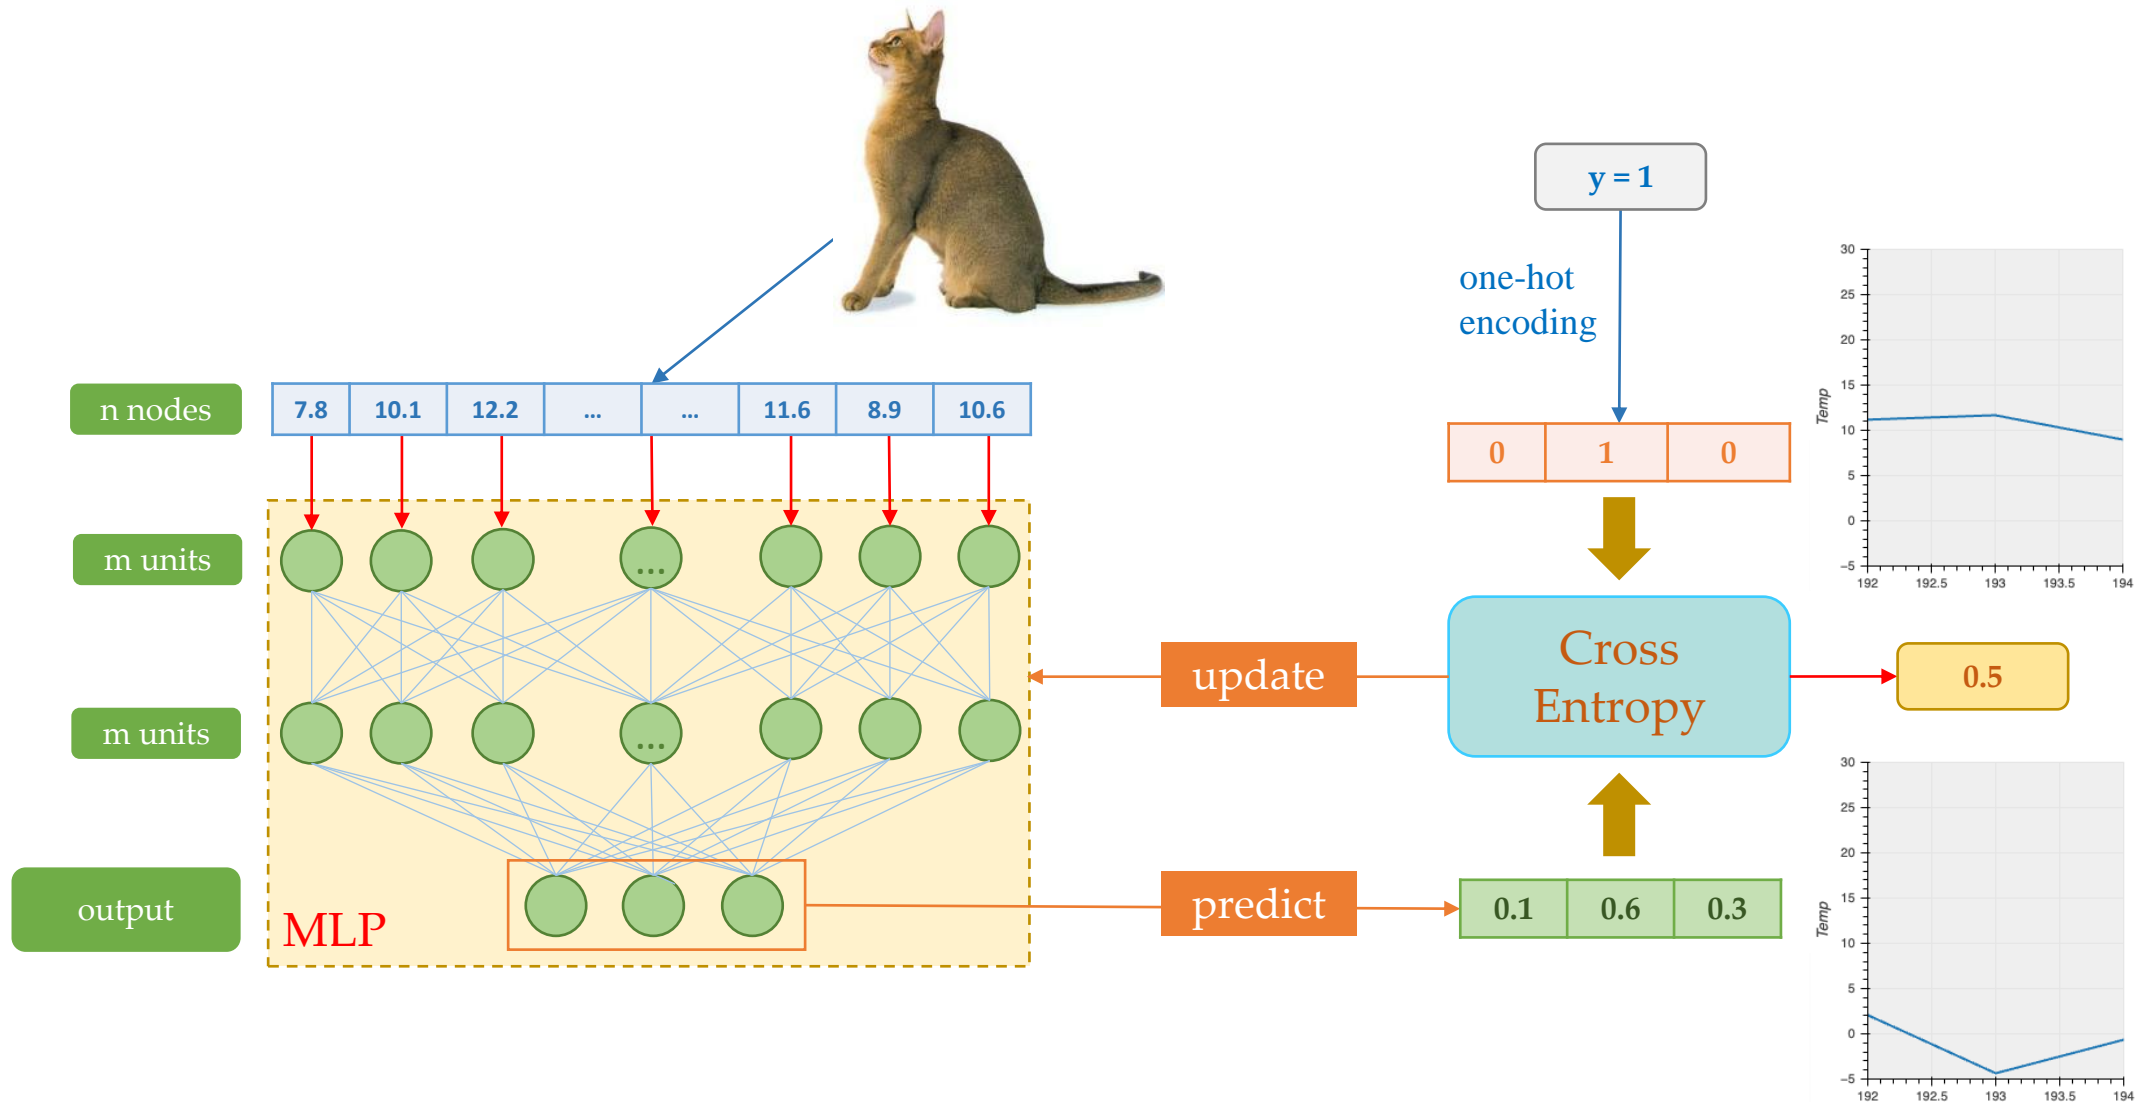 y = 1
one-hot
encoding
n nodes
7.8 10.1 12.2 ... ... 11.6 8.9 10.6
0 1 0
m units
...
m units
...
output
MLP
update
predict
Cross
Entropy
0.5
0.1 0.6 0.3
30
25
20
15
10
5
0
−5
Temp
192 192.5 193 193.5 194
30
25
20
15
10
5
0
−5
Temp
192 192.5 193 193.5 194